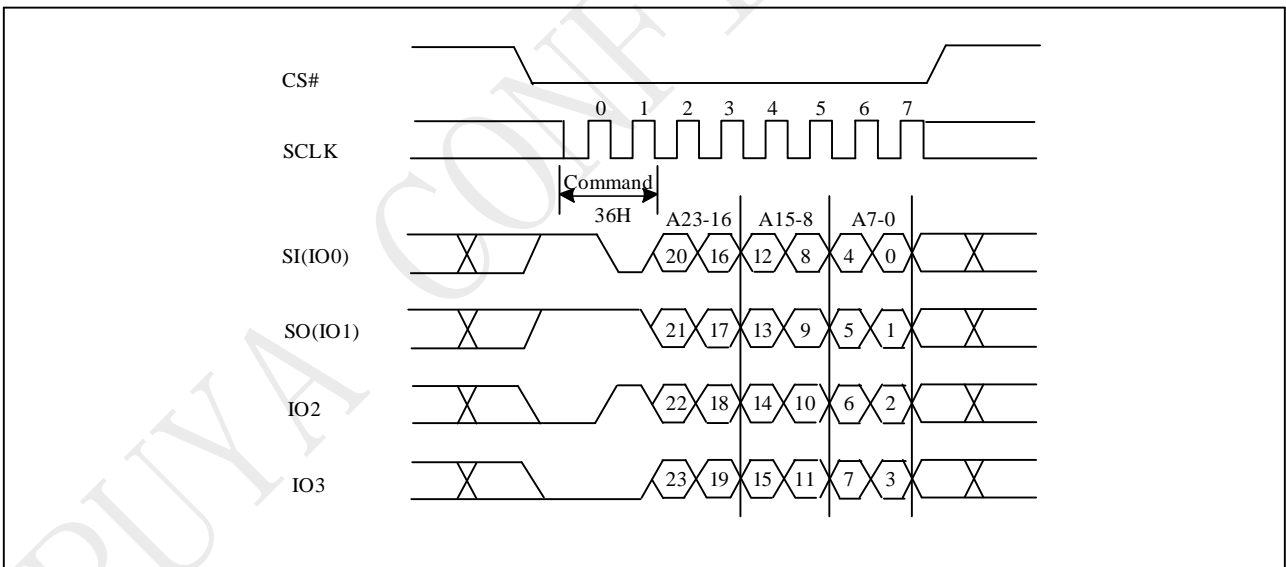 CS#
0 1 2 3 4 5 6 7
SCLK
Command
36H
A23-16 A15-8 A7-0
SI(IO0) 20 16 12 8 4 0
SO(IO1) 21 17 13 9 5 1
IO2 22 18 14 10 6 2
IO3 23 19 15 11 7 3
PUYA CONF